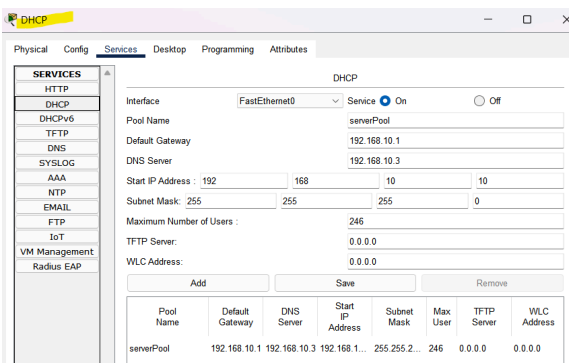 DHCP
Physical Config Services Desktop Programming Attributes
SERVICES
HTTP
DHCP
DHCPv6
TFTP
DNS
SYSLOG
AAA
NTP
EMAIL
FTP
IoT
VM Management
Radius EAP
DHCP
Interface FastEthernet0 Service On Off
Pool Name serverPool
Default Gateway 192.168.10.1
DNS Server 192.168.10.3
Start IP Address : 192 168 10 10
Subnet Mask: 255 255 255 0
Maximum Number of Users : 246
TFTP Server: 0.0.0.0
WLC Address: 0.0.0.0
Add Save Remove
Pool Name Default Gateway DNS Server Start IP Address Subnet Mask Max User TFTP Server WLC Address
serverPool 192.168.10.1 192.168.10.3 192.168.1... 255.255.2... 246 0.0.0.0 0.0.0.0